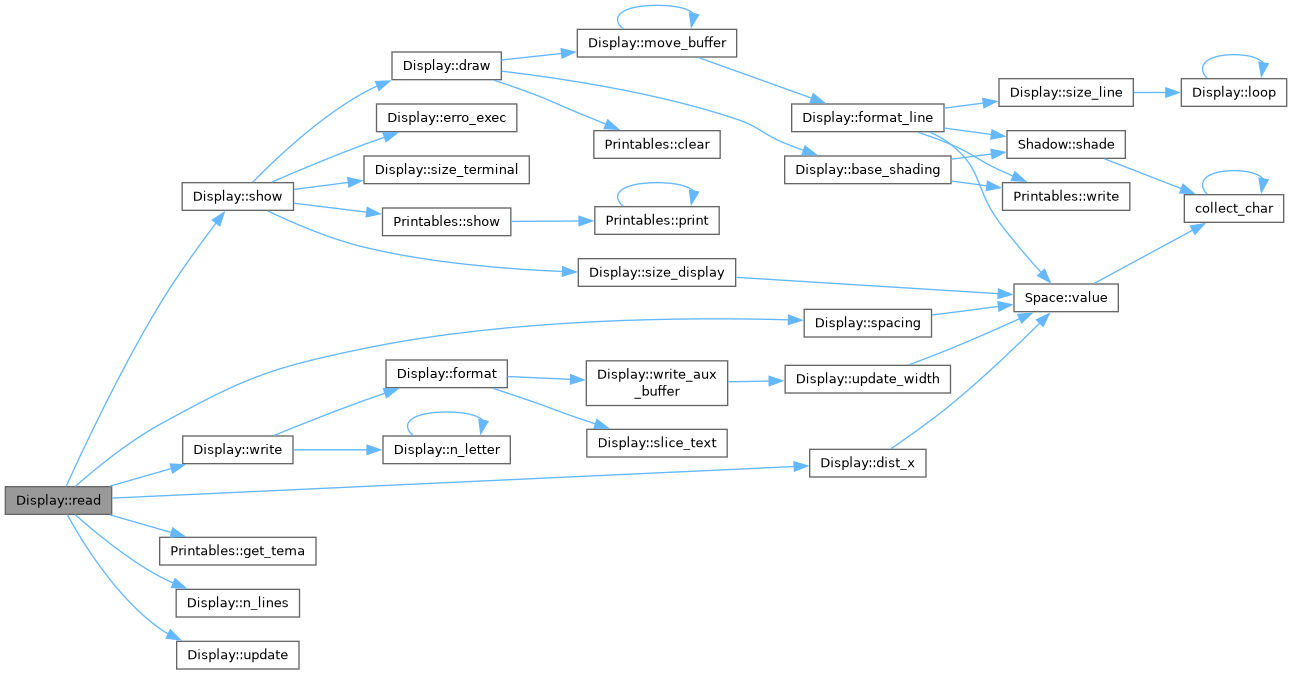 Display::read
Display::show
Display::draw
Display::move_buffer
Display::format_line
Display::size_line
Display::loop
Shadow::shade
collect_char
Space::value
Printables::write
Display::base_shading
Printables::clear
Display::erro_exec
Display::size_terminal
Printables::show
Printables::print
Display::size_display
Display::spacing
Display::write
Display::format
Display::write_aux
_buffer
Display::update_width
Display::slice_text
Display::n_letter
Display::dist_x
Printables::get_tema
Display::n_lines
Display::update